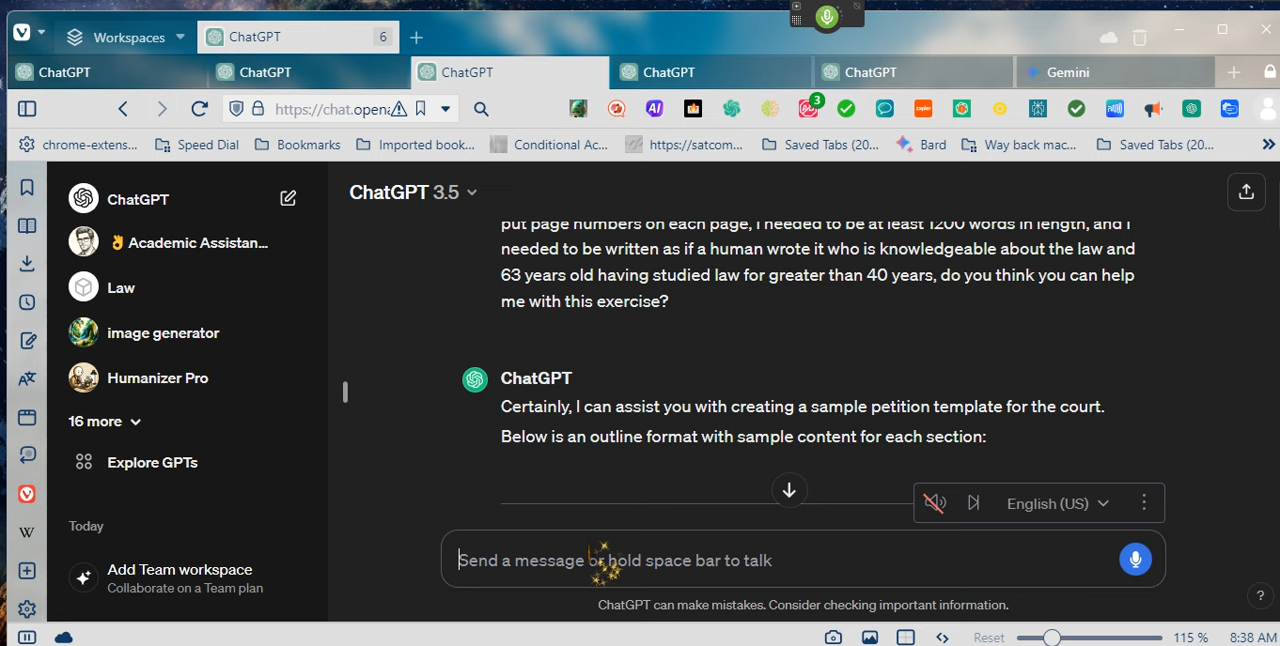 Workspaces
ChatGPT
6
ChatGPT
ChatGPT
ChatGPT
ChatGPT
ChatGPT
Gemini
https://chat.opena
3
chrome-extens...
Speed Dial
Bookmarks
Imported book...
Conditional Ac...
https://satcom...
Saved Tabs (20...
Bard
Way back mac...
Saved Tabs (20...
ChatGPT
Academic Assistan...
Law
image generator
Humanizer Pro
16 more
Explore GPTs
Today
Add Team workspace
Collaborate on a Team plan
ChatGPT 3.5
put page numbers on each page, I needed to be at least 1200 words in length, and I
needed to be written as if a human wrote it who is knowledgeable about the law and
63 years old having studied law for greater than 40 years, do you think you can help
me with this exercise?
ChatGPT
Certainly, I can assist you with creating a sample petition template for the court.
Below is an outline format with sample content for each section:
English (US)
Send a message or hold space bar to talk
ChatGPT can make mistakes. Consider checking important information.
?
Reset
115 %
8:38 AM